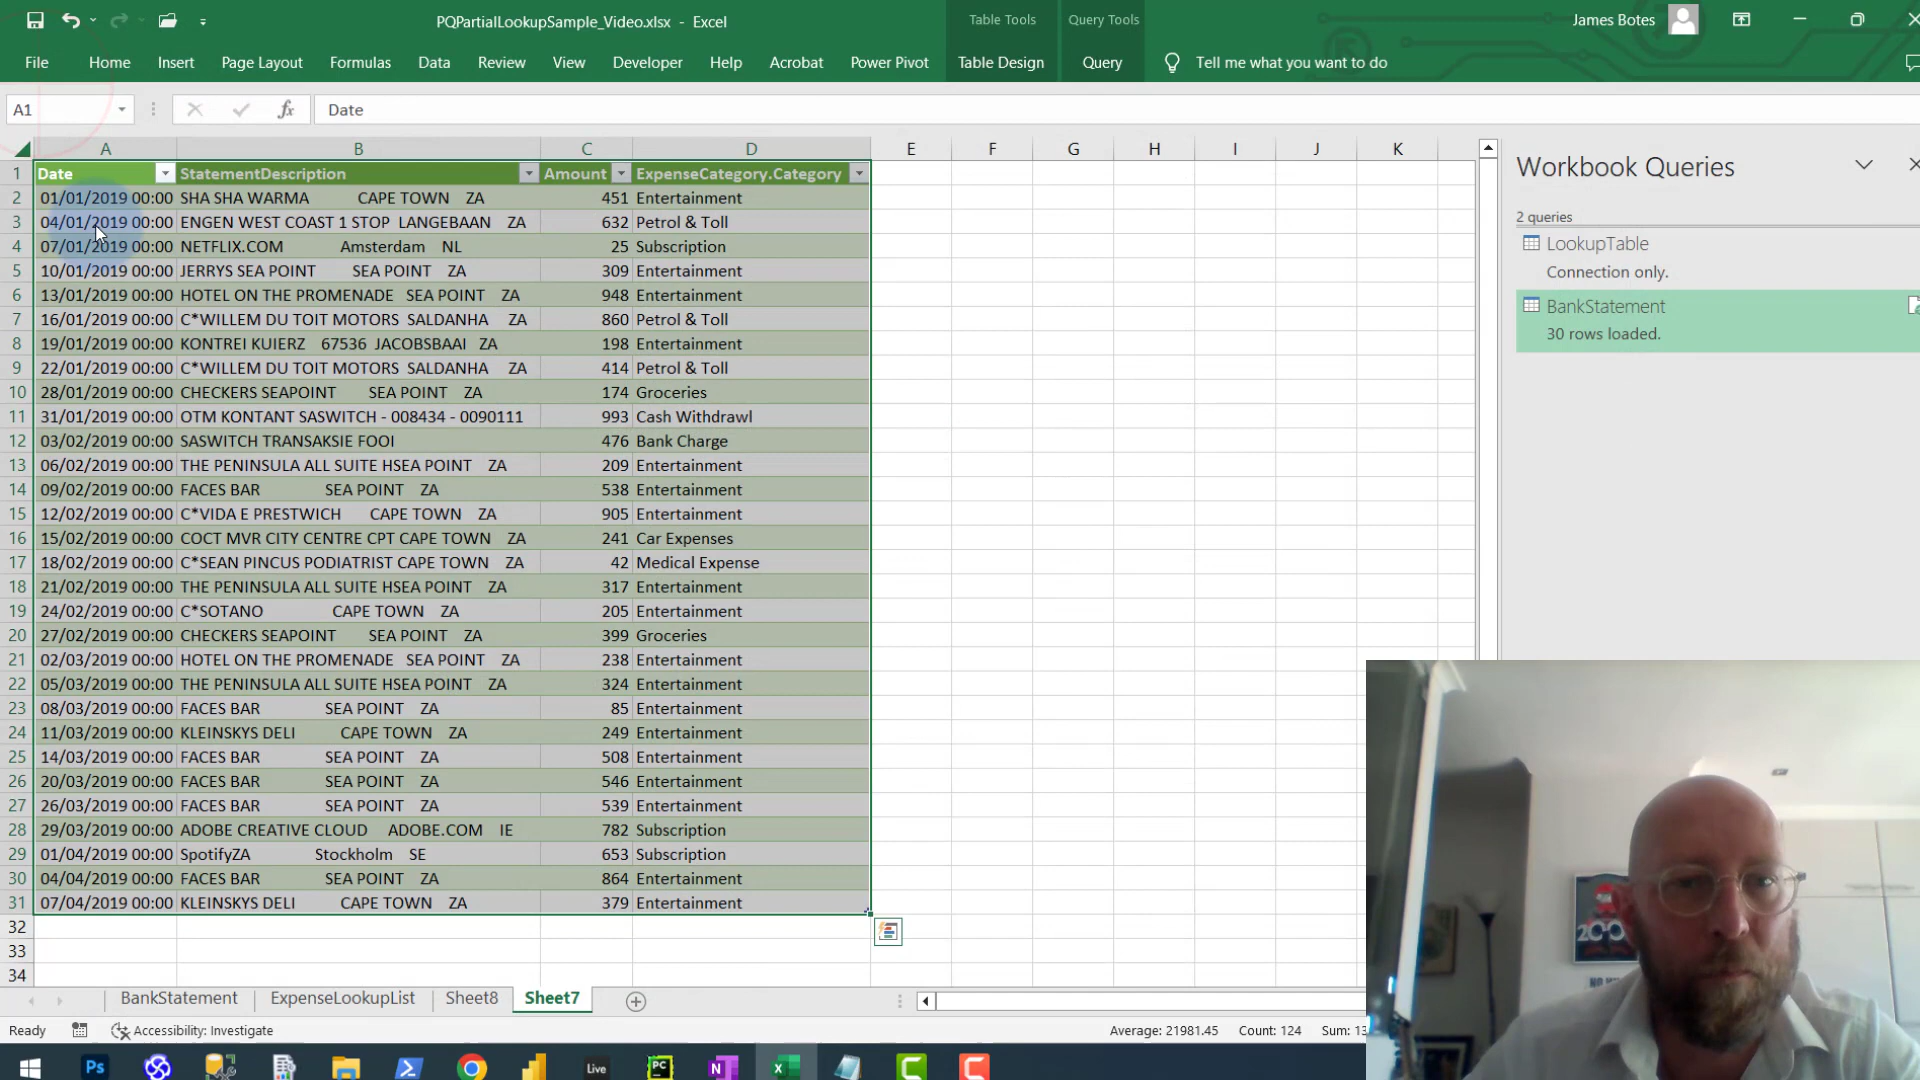 PQPartialLookupSample_Video.xlsx - Excel
Table Tools
Query Tools
James Botes
File Home Insert Page Layout Formulas Data Review View Developer Help Acrobat Power Pivot Table Design Query Tell me what you want to do
A1 fx Date
A B C D E F G H I J K
1 Date StatementDescription Amount ExpenseCategory.Category
2 01/01/2019 00:00 SHA SHA WARMA CAPE TOWN ZA 451 Entertainment
3 04/01/2019 00:00 ENGEN WEST COAST 1 STOP LANGEBAAN ZA 632 Petrol & Toll
4 07/01/2019 00:00 NETFLIX.COM Amsterdam NL 25 Subscription
5 10/01/2019 00:00 JERRYS SEA POINT SEA POINT ZA 309 Entertainment
6 13/01/2019 00:00 HOTEL ON THE PROMENADE SEA POINT ZA 948 Entertainment
7 16/01/2019 00:00 C*WILLEM DU TOIT MOTORS SALDANHA ZA 860 Petrol & Toll
8 19/01/2019 00:00 KONTREI KUIERZ 67536 JACOBSBAAI ZA 198 Entertainment
9 22/01/2019 00:00 C*WILLEM DU TOIT MOTORS SALDANHA ZA 414 Petrol & Toll
10 28/01/2019 00:00 CHECKERS SEAPOINT SEA POINT ZA 174 Groceries
11 31/01/2019 00:00 OTM KONTANT SASWITCH - 008434 - 0090111 993 Cash Withdrawl
12 03/02/2019 00:00 SASWITCH TRANSAKSIE FOOI 476 Bank Charge
13 06/02/2019 00:00 THE PENINSULA ALL SUITE HSEA POINT ZA 209 Entertainment
14 09/02/2019 00:00 FACES BAR SEA POINT ZA 538 Entertainment
15 12/02/2019 00:00 C*VIDA E PRESTWICH CAPE TOWN ZA 905 Entertainment
16 15/02/2019 00:00 COCT MVR CITY CENTRE CPT CAPE TOWN ZA 241 Car Expenses
17 18/02/2019 00:00 C*SEAN PINCUS PODIATRIST CAPE TOWN ZA 42 Medical Expense
18 21/02/2019 00:00 THE PENINSULA ALL SUITE HSEA POINT ZA 317 Entertainment
19 24/02/2019 00:00 C*SOTANO CAPE TOWN ZA 205 Entertainment
20 27/02/2019 00:00 CHECKERS SEAPOINT SEA POINT ZA 399 Groceries
21 02/03/2019 00:00 HOTEL ON THE PROMENADE SEA POINT ZA 238 Entertainment
22 05/03/2019 00:00 THE PENINSULA ALL SUITE HSEA POINT ZA 324 Entertainment
23 08/03/2019 00:00 FACES BAR SEA POINT ZA 85 Entertainment
24 11/03/2019 00:00 KLEINSKYS DELI CAPE TOWN ZA 249 Entertainment
25 14/03/2019 00:00 FACES BAR SEA POINT ZA 508 Entertainment
26 20/03/2019 00:00 FACES BAR SEA POINT ZA 546 Entertainment
27 26/03/2019 00:00 FACES BAR SEA POINT ZA 539 Entertainment
28 29/03/2019 00:00 ADOBE CREATIVE CLOUD ADOBE.COM IE 782 Subscription
29 01/04/2019 00:00 SpotifyZA Stockholm SE 653 Subscription
30 04/04/2019 00:00 FACES BAR SEA POINT ZA 864 Entertainment
31 07/04/2019 00:00 KLEINSKYS DELI CAPE TOWN ZA 379 Entertainment
32
33
34
Workbook Queries
2 queries
LookupTable
Connection only.
BankStatement
30 rows loaded.
BankStatement ExpenseLookupList Sheet8 Sheet7
Ready Accessibility: Investigate Average: 21981.45 Count: 124 Sum:
Ps Live PC N